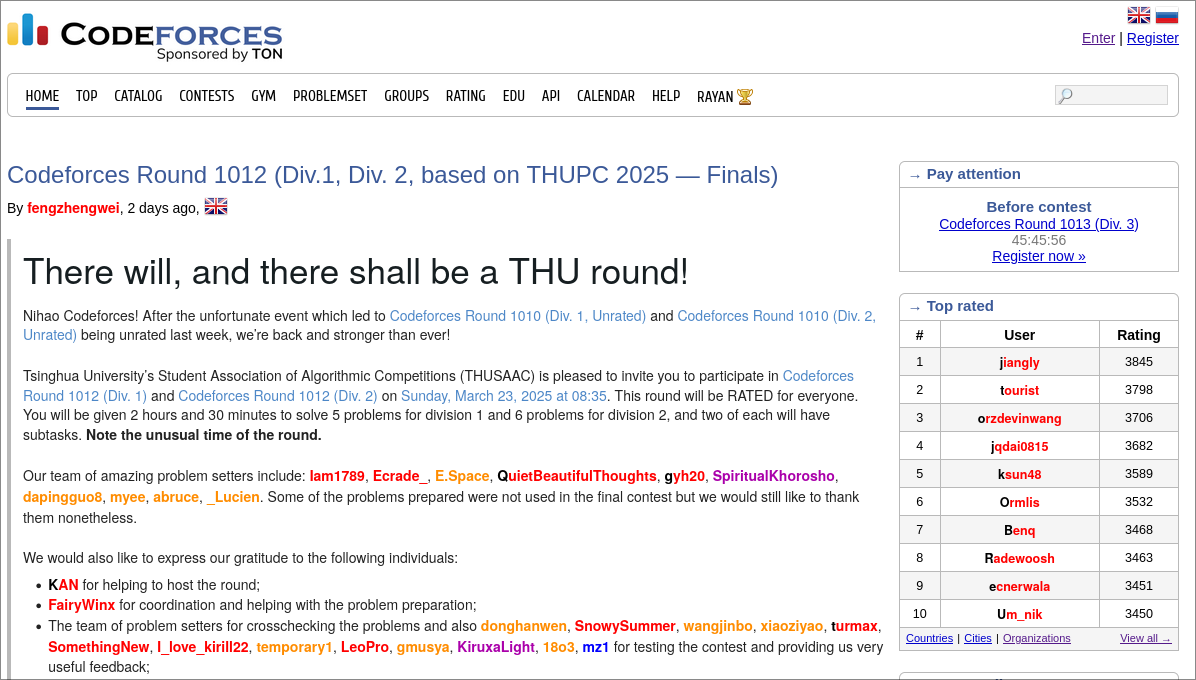 CODEFORCES
Sponsored by TON
Enter | Register
HOME TOP CATALOG CONTESTS GYM PROBLEMSET GROUPS RATING EDU API CALENDAR HELP RAYAN
Codeforces Round 1012 (Div.1, Div. 2, based on THUPC 2025 — Finals)
By fengzhengwei, 2 days ago,
There will, and there shall be a THU round!
Nihao Codeforces! After the unfortunate event which led to Codeforces Round 1010 (Div. 1, Unrated) and Codeforces Round 1010 (Div. 2,
Unrated) being unrated last week, we’re back and stronger than ever!
Tsinghua University’s Student Association of Algorithmic Competitions (THUSAAC) is pleased to invite you to participate in Codeforces
Round 1012 (Div. 1) and Codeforces Round 1012 (Div. 2) on Sunday, March 23, 2025 at 08:35. This round will be RATED for everyone.
You will be given 2 hours and 30 minutes to solve 5 problems for division 1 and 6 problems for division 2, and two of each will have
subtasks. Note the unusual time of the round.
Our team of amazing problem setters include: lam1789, Ecrade_, E.Space, QuietBeautifulThoughts, gyh20, SpiritualKhorosho,
dapingguo8, myee, abruce, _Lucien. Some of the problems prepared were not used in the final contest but we would still like to thank
them nonetheless.
We would also like to express our gratitude to the following individuals:
• KAN for helping to host the round;
• FairyWinx for coordination and helping with the problem preparation;
• The team of problem setters for crosschecking the problems and also donghanwen, SnowySummer, wangjinbo, xiaoziyao, turmax,
SomethingNew, I_love_kirill22, temporary1, LeoPro, gmusya, KiruxaLight, 18o3, mz1 for testing the contest and providing us very
useful feedback;
→ Pay attention
Before contest
Codeforces Round 1013 (Div. 3)
45:45:56
Register now »
→ Top rated
# User Rating
1 jiangly 3845
2 tourist 3798
3 orzdevinwang 3706
4 jqdai0815 3682
5 ksun48 3589
6 Ormlis 3532
7 Benq 3468
8 Radewoosh 3463
9 ecnerwala 3451
10 Um_nik 3450
Countries | Cities | Organizations View all →